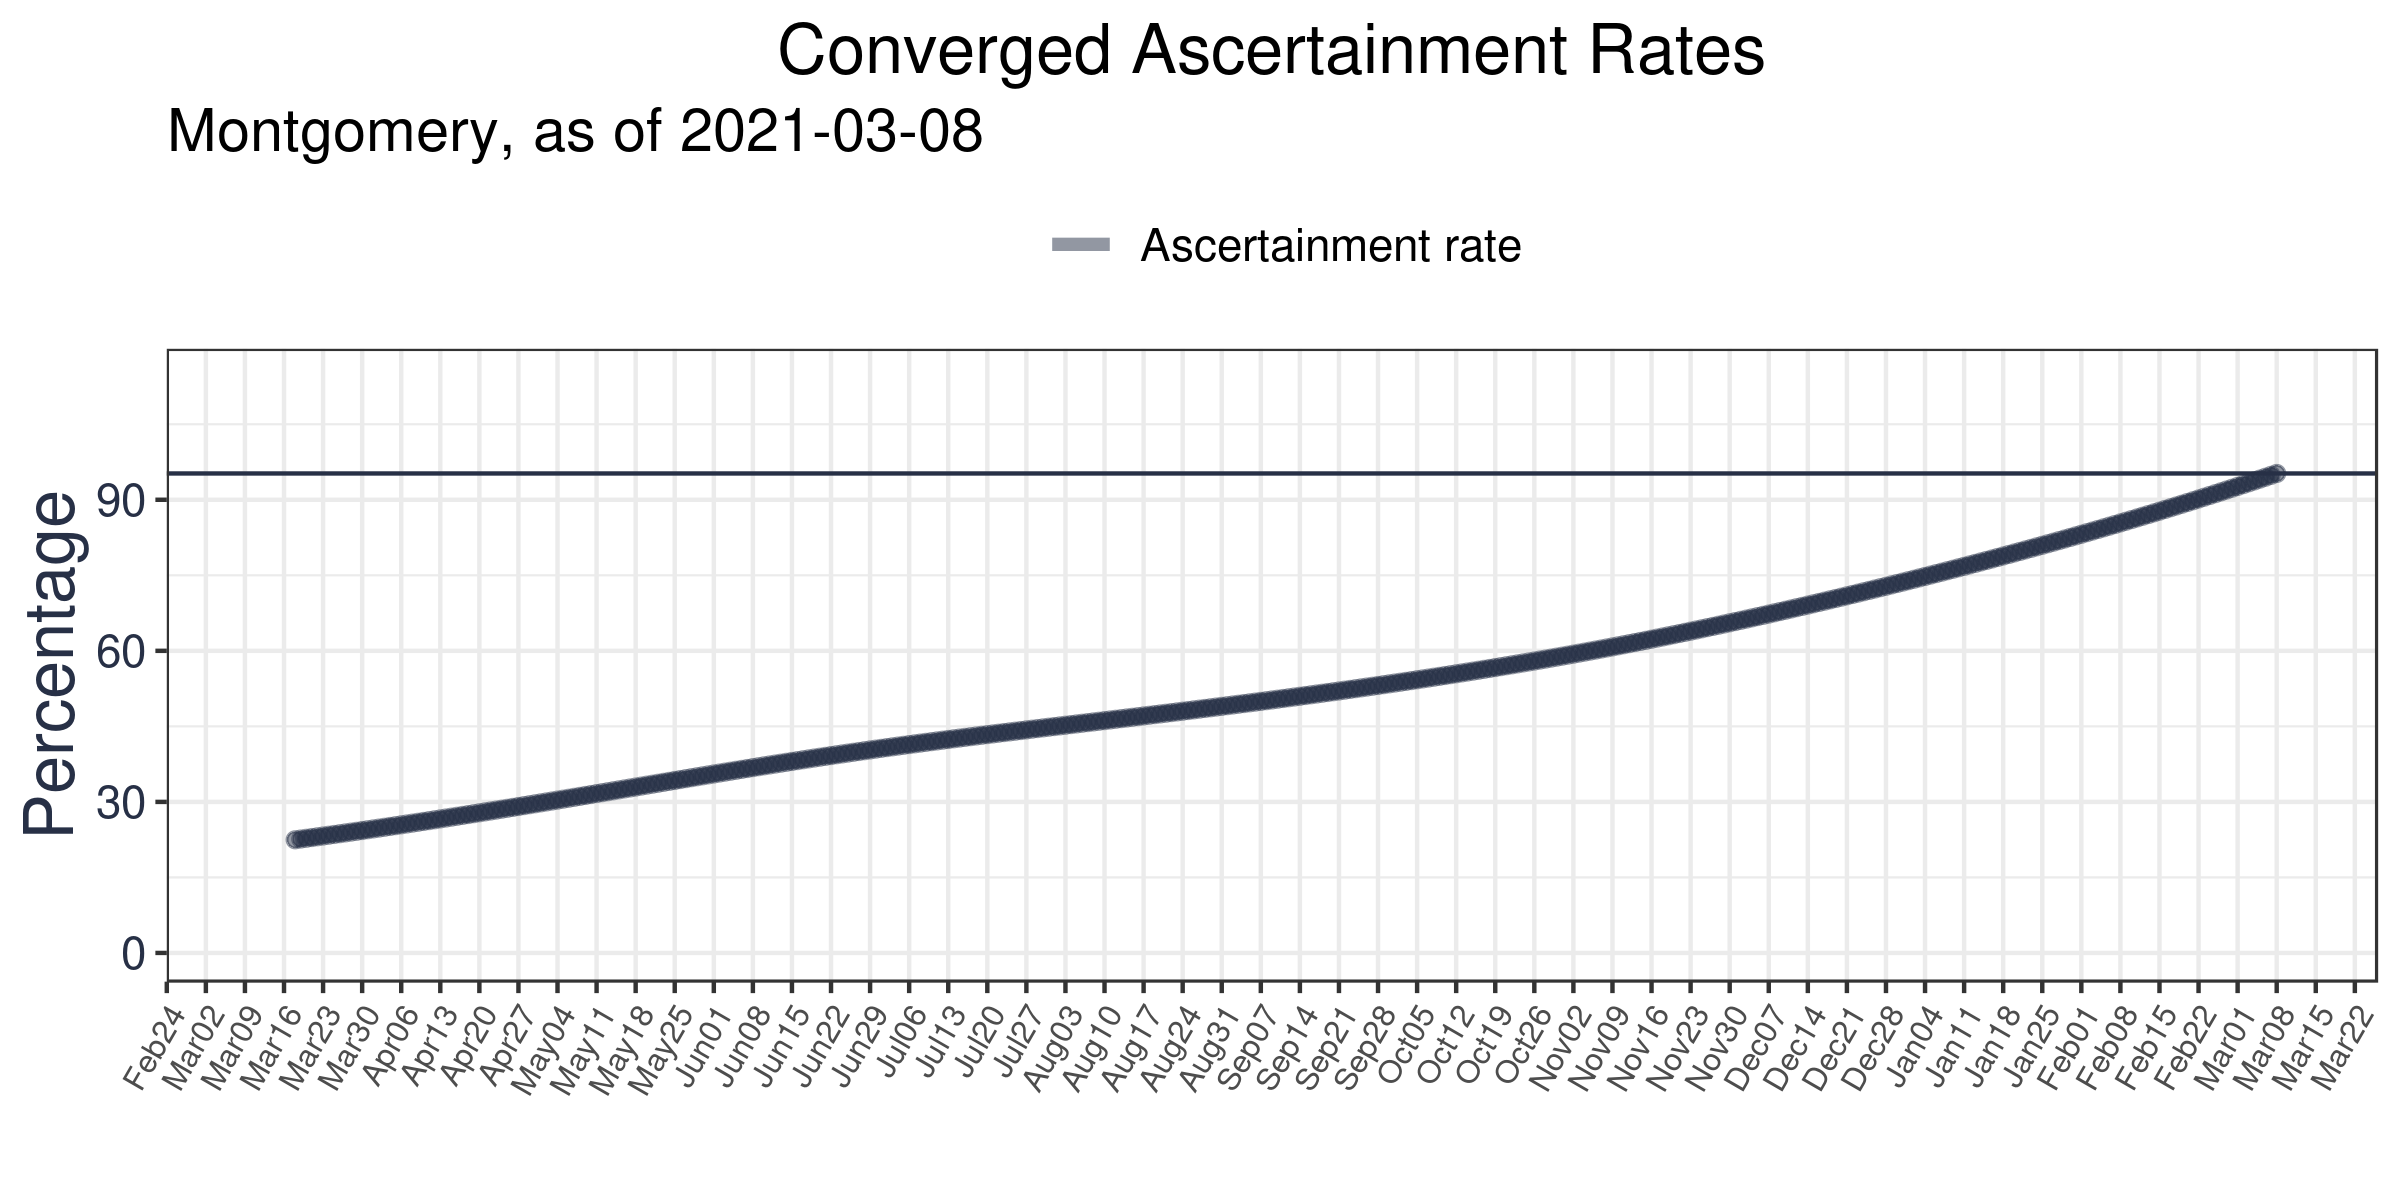 Converged Ascertainment Rates
Montgomery, as of 2021-03-08
Ascertainment rate
Percentage
90
60
30
0
Feb24 Mar02 Mar09 Mar16 Mar23 Mar30 Apr06 Apr13 Apr20 Apr27 May04 May11 May18 May25 Jun01 Jun08 Jun15 Jun22 Jun29 Jul06 Jul13 Jul20 Jul27 Aug03 Aug10 Aug17 Aug24 Aug31 Sep07 Sep14 Sep21 Sep28 Oct05 Oct12 Oct19 Oct26 Nov02 Nov09 Nov16 Nov23 Nov30 Dec07 Dec14 Dec21 Dec28 Jan04 Jan11 Jan18 Jan25 Feb01 Feb08 Feb15 Feb22 Mar01 Mar08 Mar15 Mar22